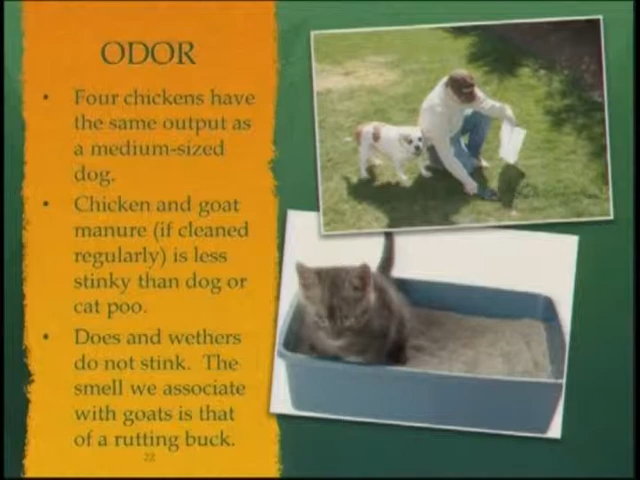 ODOR
• Four chickens have
the same output as
a medium-sized
dog.
• Chicken and goat
manure (if cleaned
regularly) is less
stinky than dog or
cat poo.
• Does and wethers
do not stink. The
smell we associate
with goats is that
of a rutting buck.
22